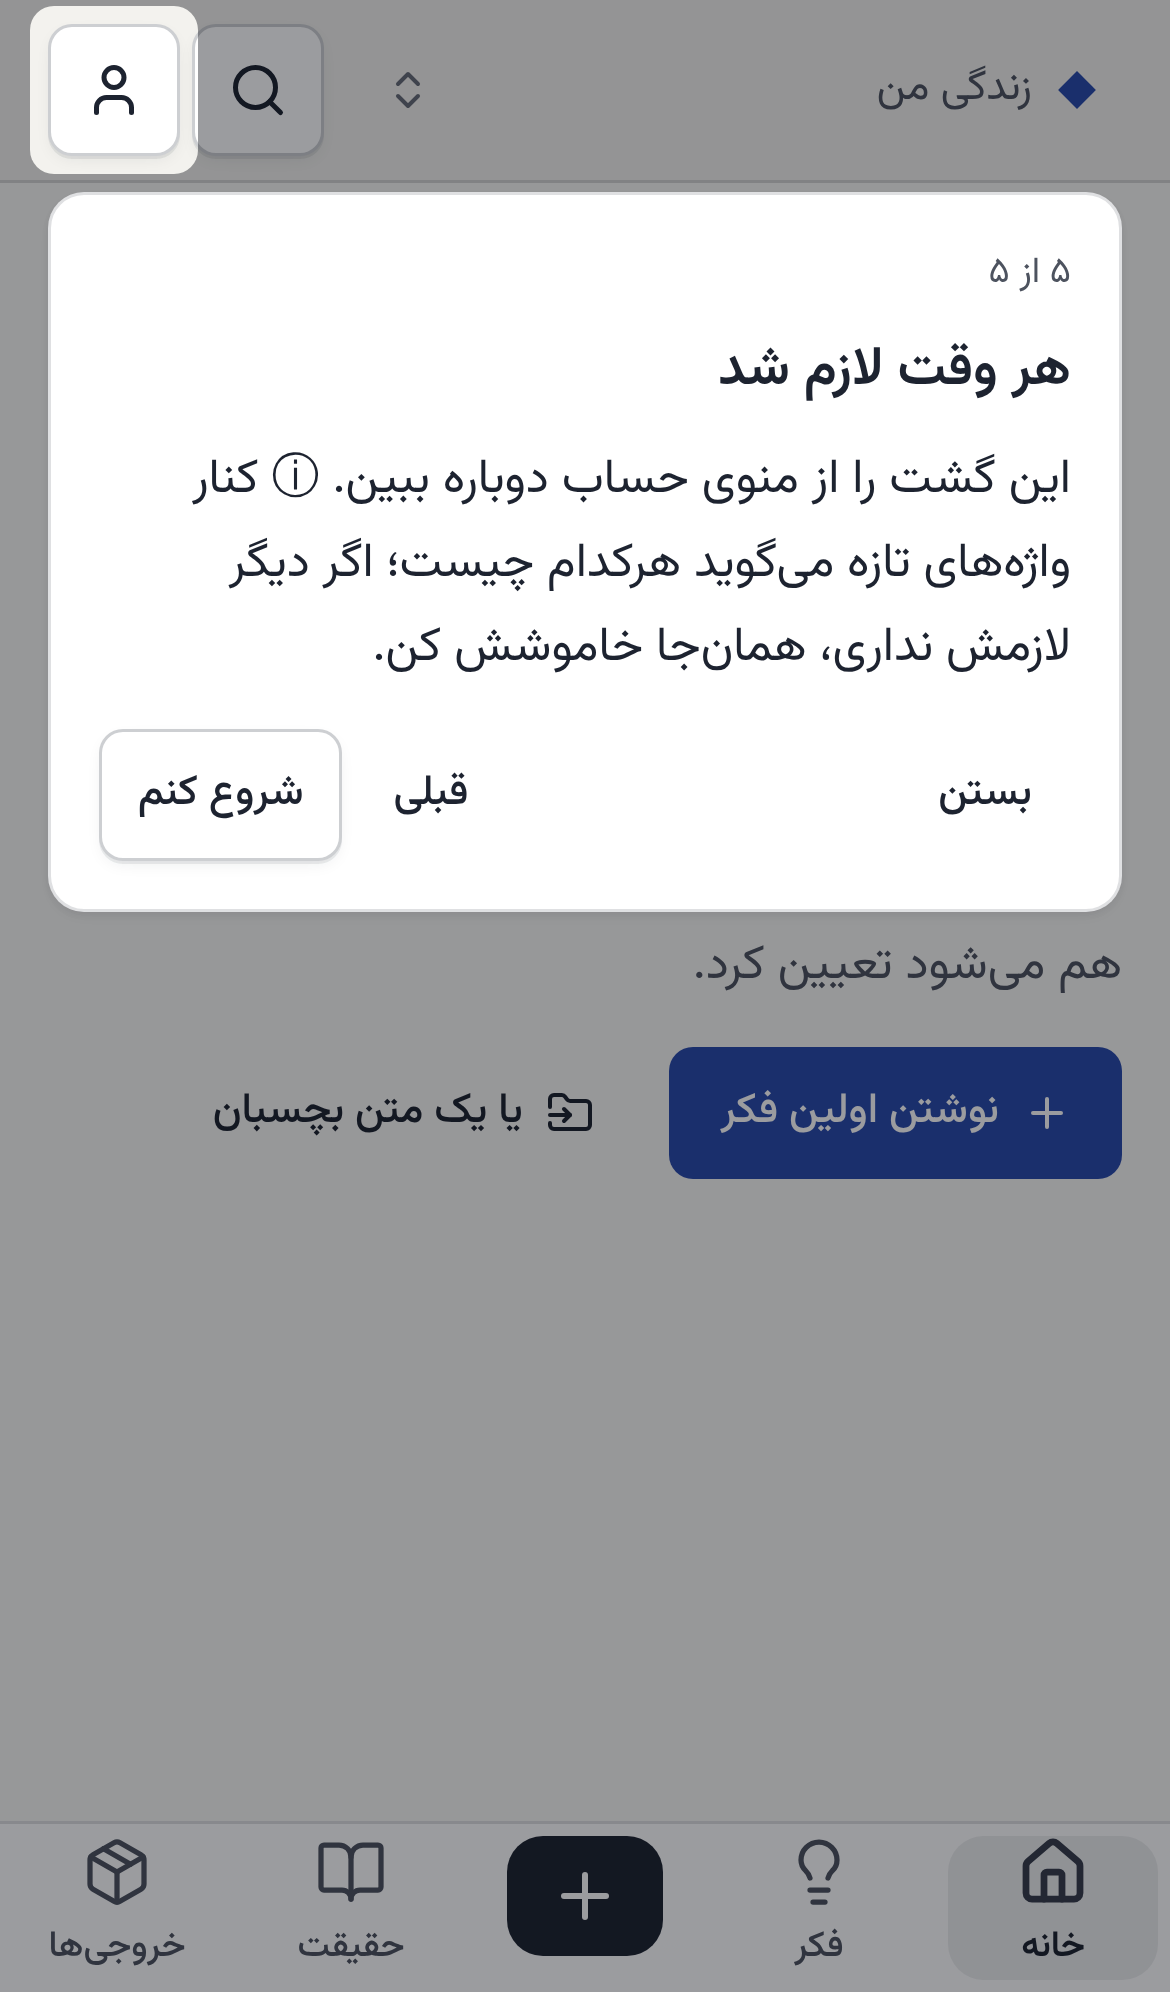 زندگی من
۵ از ۵
هر وقت لازم شد
این گشت را از منوی حساب دوباره ببین. ⓘ کنار
واژه‌های تازه می‌گوید هرکدام چیست؛ اگر دیگر
لازمش نداری، همان‌جا خاموشش کن.
بستن
قبلی
شروع کنم
هم می‌شود تعیین کرد.
نوشتن اولین فکر
یا یک متن بچسبان
خانه
فکر
حقیقت
خروجی‌ها